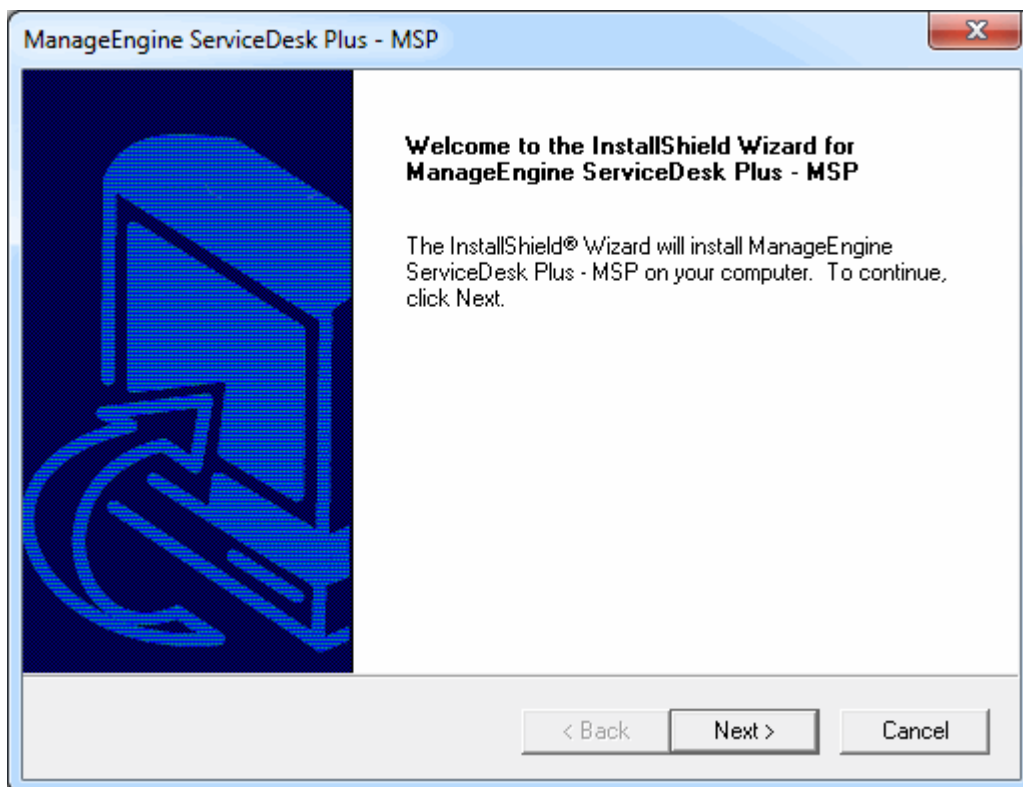 ManageEngine ServiceDesk Plus - MSP
Welcome to the InstallShield Wizard for
ManageEngine ServiceDesk Plus - MSP
The InstallShield® Wizard will install ManageEngine
ServiceDesk Plus - MSP on your computer.  To continue,
click Next.
< Back
Next >
Cancel